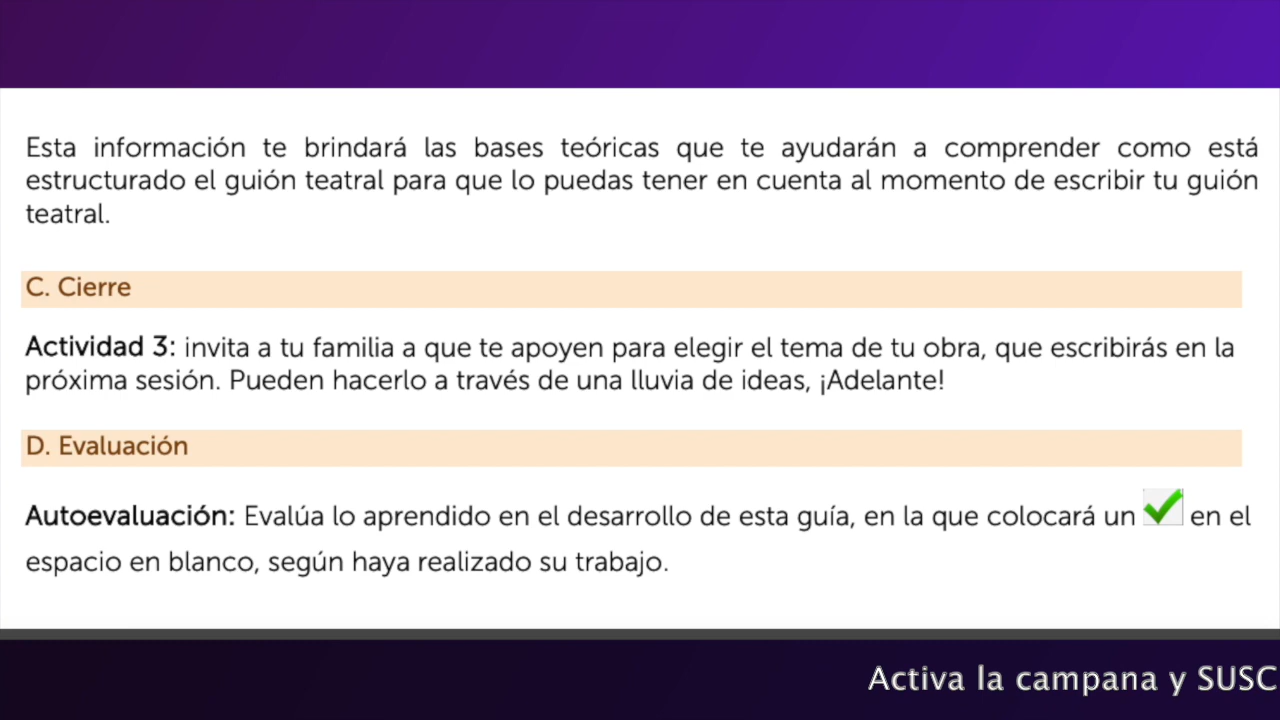 Esta información te brindará las bases teóricas que te ayudarán a comprender como está
estructurado el guión teatral para que lo puedas tener en cuenta al momento de escribir tu guión
teatral.
C. Cierre
Actividad 3: invita a tu familia a que te apoyen para elegir el tema de tu obra, que escribirás en la
próxima sesión. Pueden hacerlo a través de una lluvia de ideas, ¡Adelante!
D. Evaluación
Autoevaluación: Evalúa lo aprendido en el desarrollo de esta guía, en la que colocará un en el
espacio en blanco, según haya realizado su trabajo.
Activa la campana y SUSC